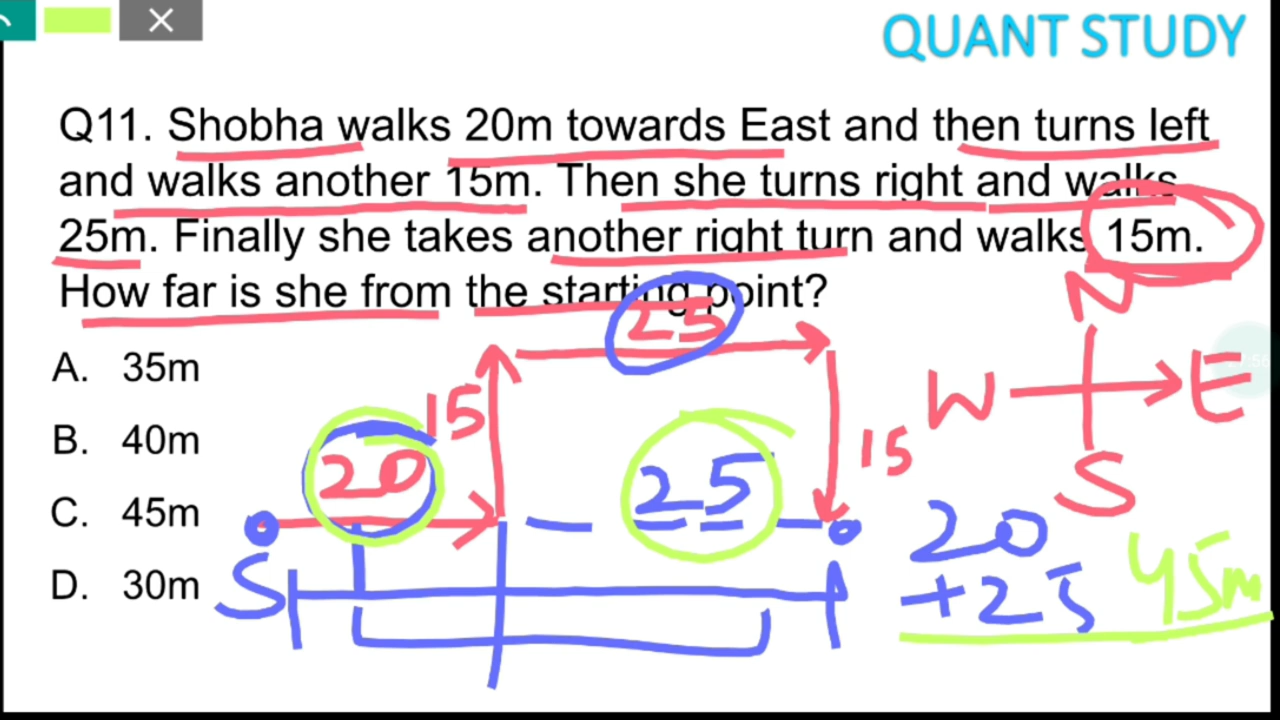 QUANT STUDY
Q11. Shobha walks 20m towards East and then turns left
and walks another 15m. Then she turns right and walks
25m. Finally she takes another right turn and walks 15m.
How far is she from the starting point?
A. 35m
B. 40m
C. 45m
D. 30m
25
15
20
25
15
N
W
E
S
S
20
+25
45m